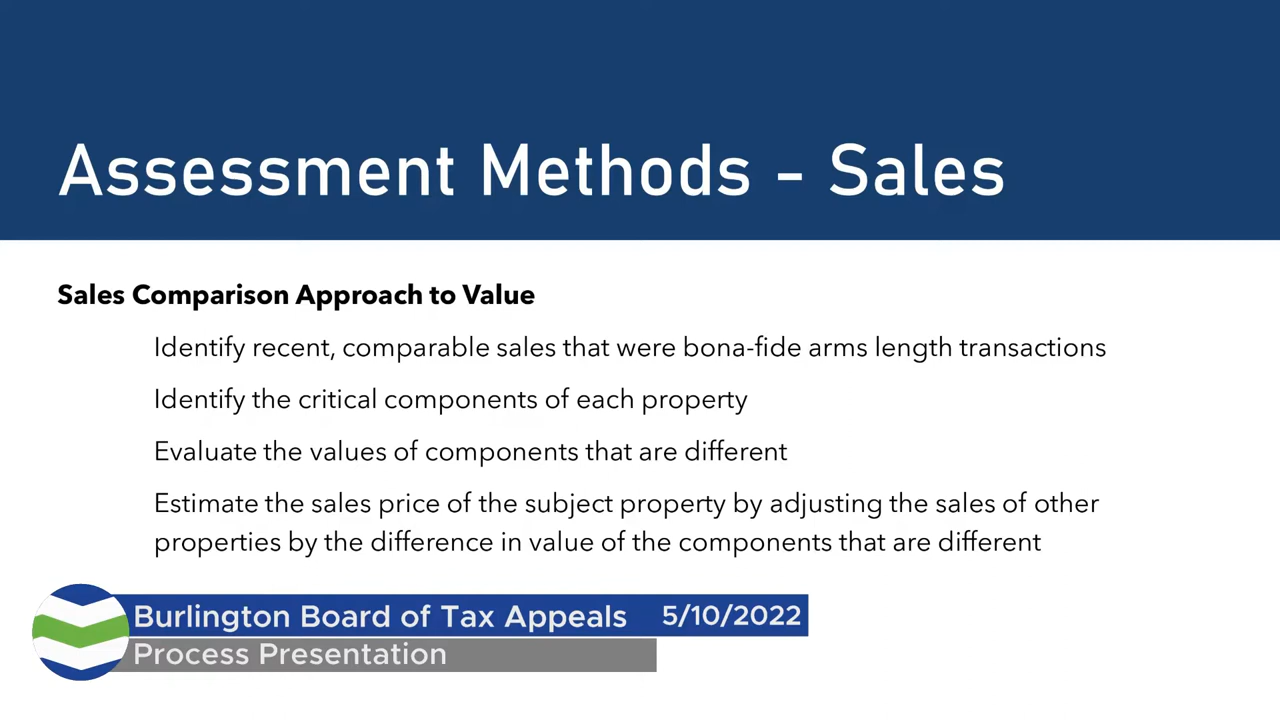 Assessment Methods - Sales
Sales Comparison Approach to Value
Identify recent, comparable sales that were bona-fide arms length transactions
Identify the critical components of each property
Evaluate the values of components that are different
Estimate the sales price of the subject property by adjusting the sales of other
properties by the difference in value of the components that are different
Burlington Board of Tax Appeals 5/10/2022
Process Presentation